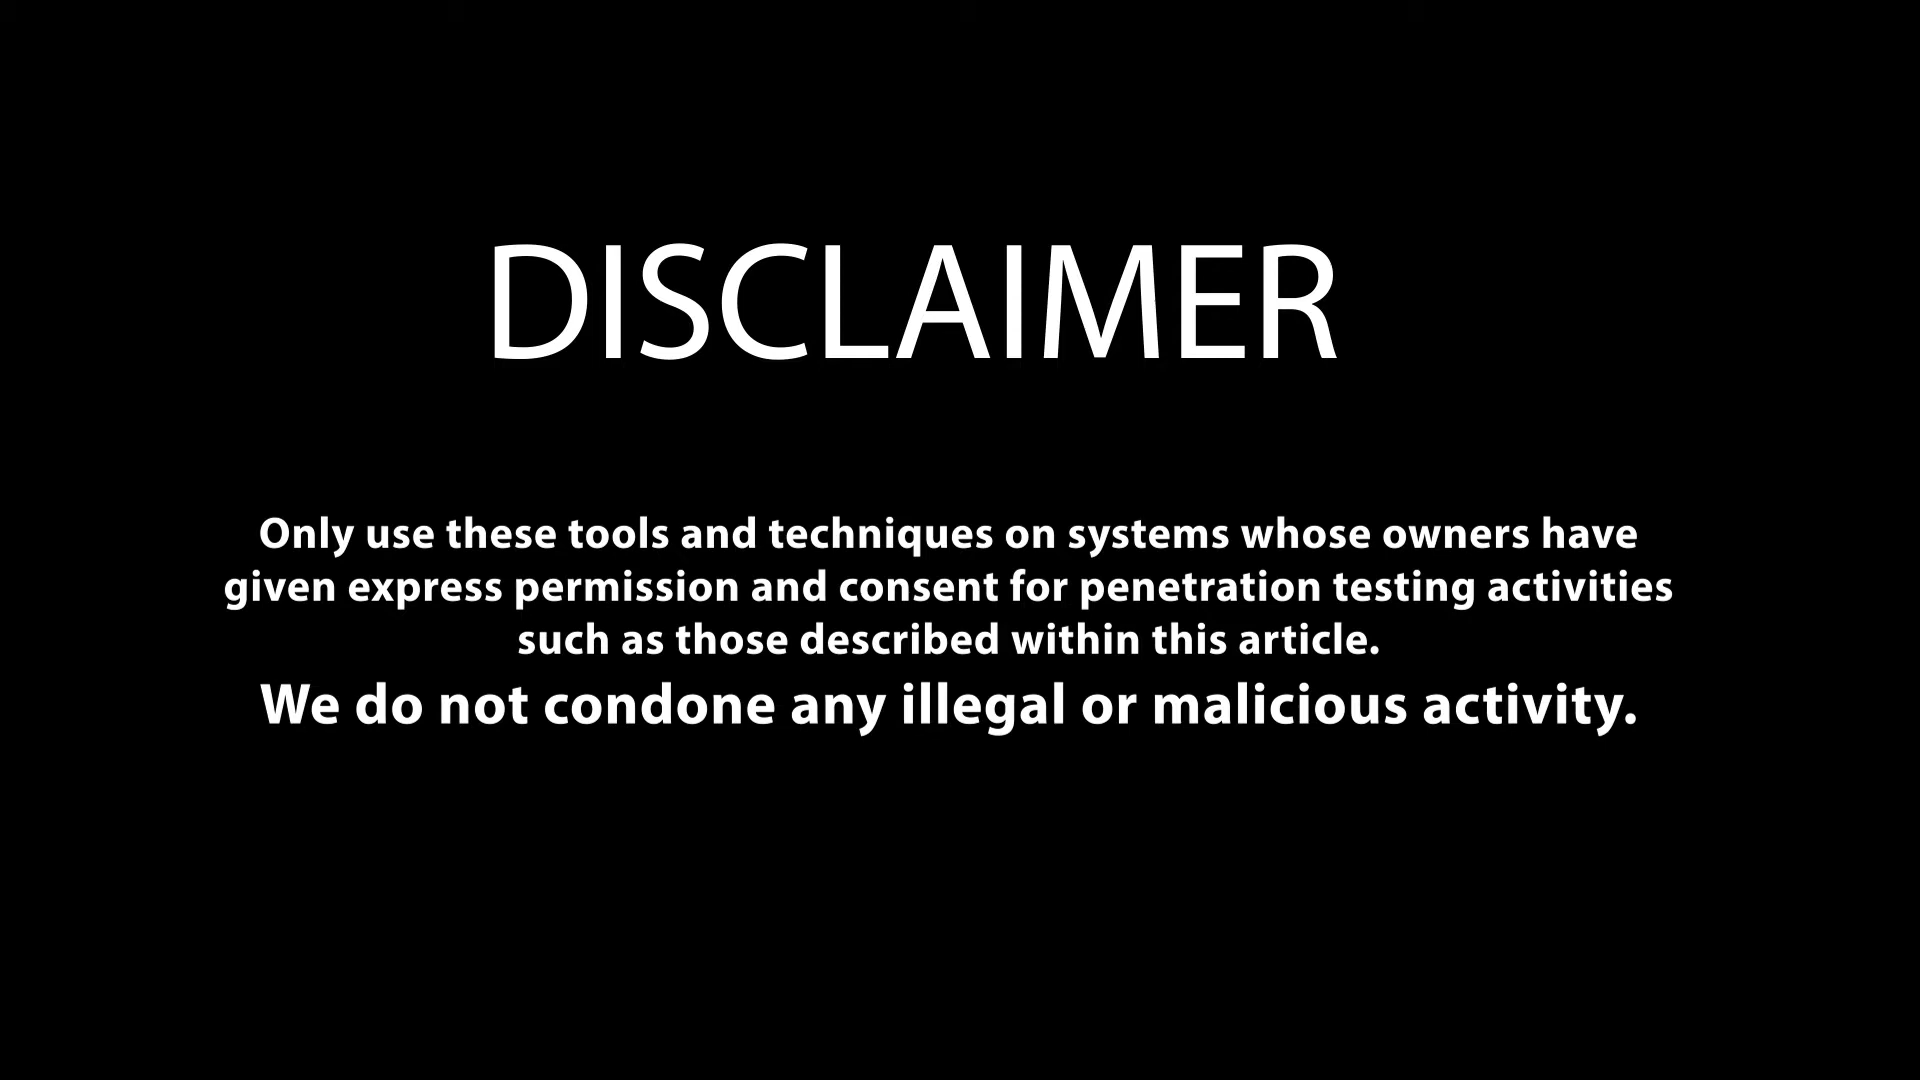 DISCLAIMER
Only use these tools and techniques on systems whose owners have
given express permission and consent for penetration testing activities
such as those described within this article.
We do not condone any illegal or malicious activity.